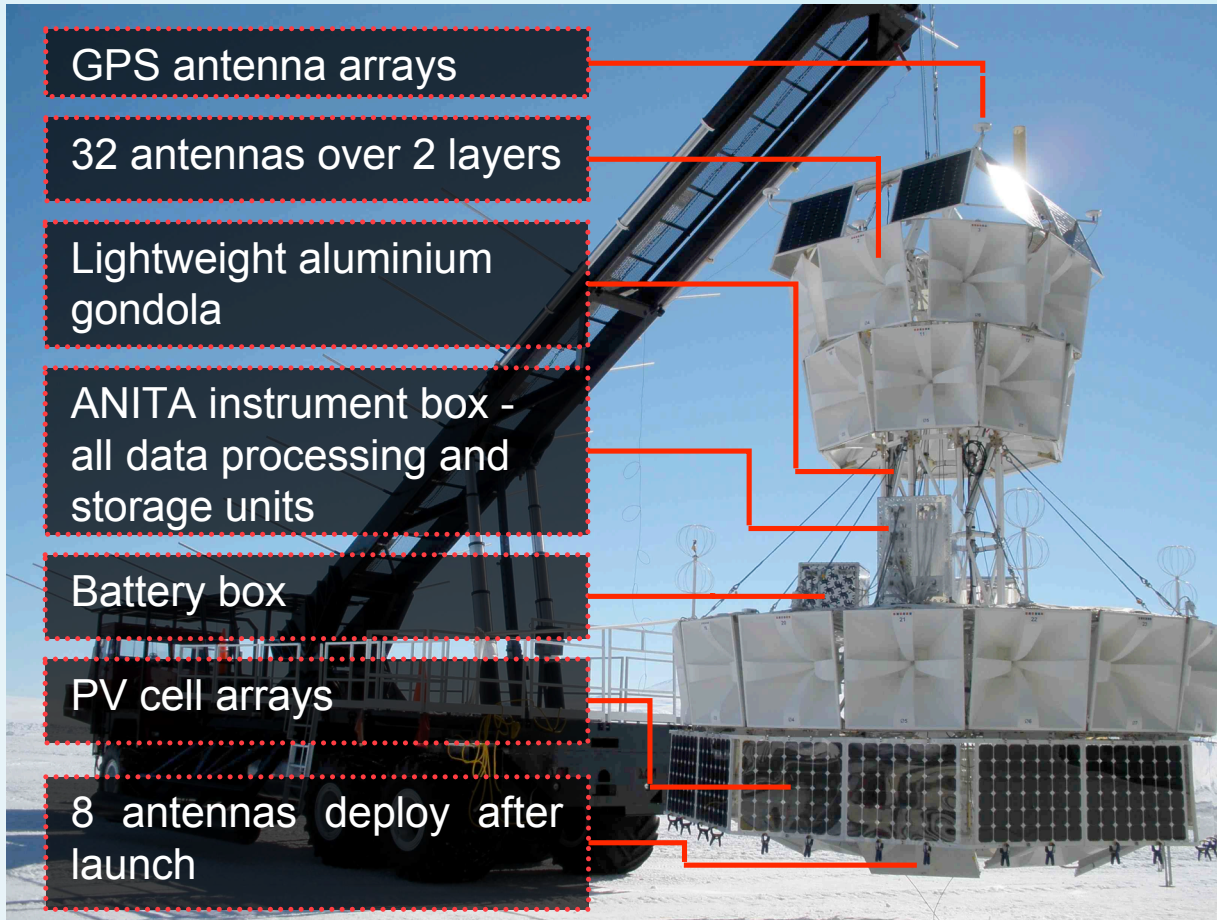 GPS antenna arrays
32 antennas over 2 layers
Lightweight aluminium
gondola
ANITA instrument box -
all data processing and
storage units
Battery box
PV cell arrays
8 antennas deploy after
launch